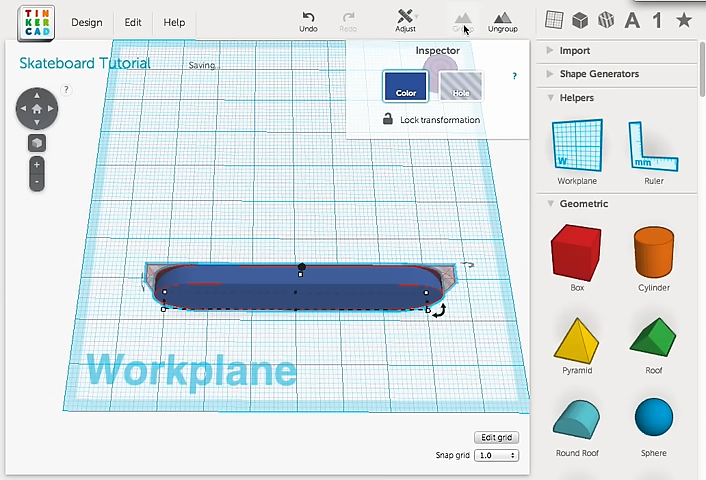 TIN
KER
CAD
Design
Edit
Help
Undo
Redo
Adjust
Ungroup
A
1
Skateboard Tutorial
Saving..
Inspector
Color
Hole
?
Lock transformation
?
+
-
Import
Shape Generators
Helpers
W
mm
Workplane
Ruler
Geometric
Box
Cylinder
Pyramid
Roof
Round Roof
Sphere
Workplane
Edit grid
Snap grid
1.0